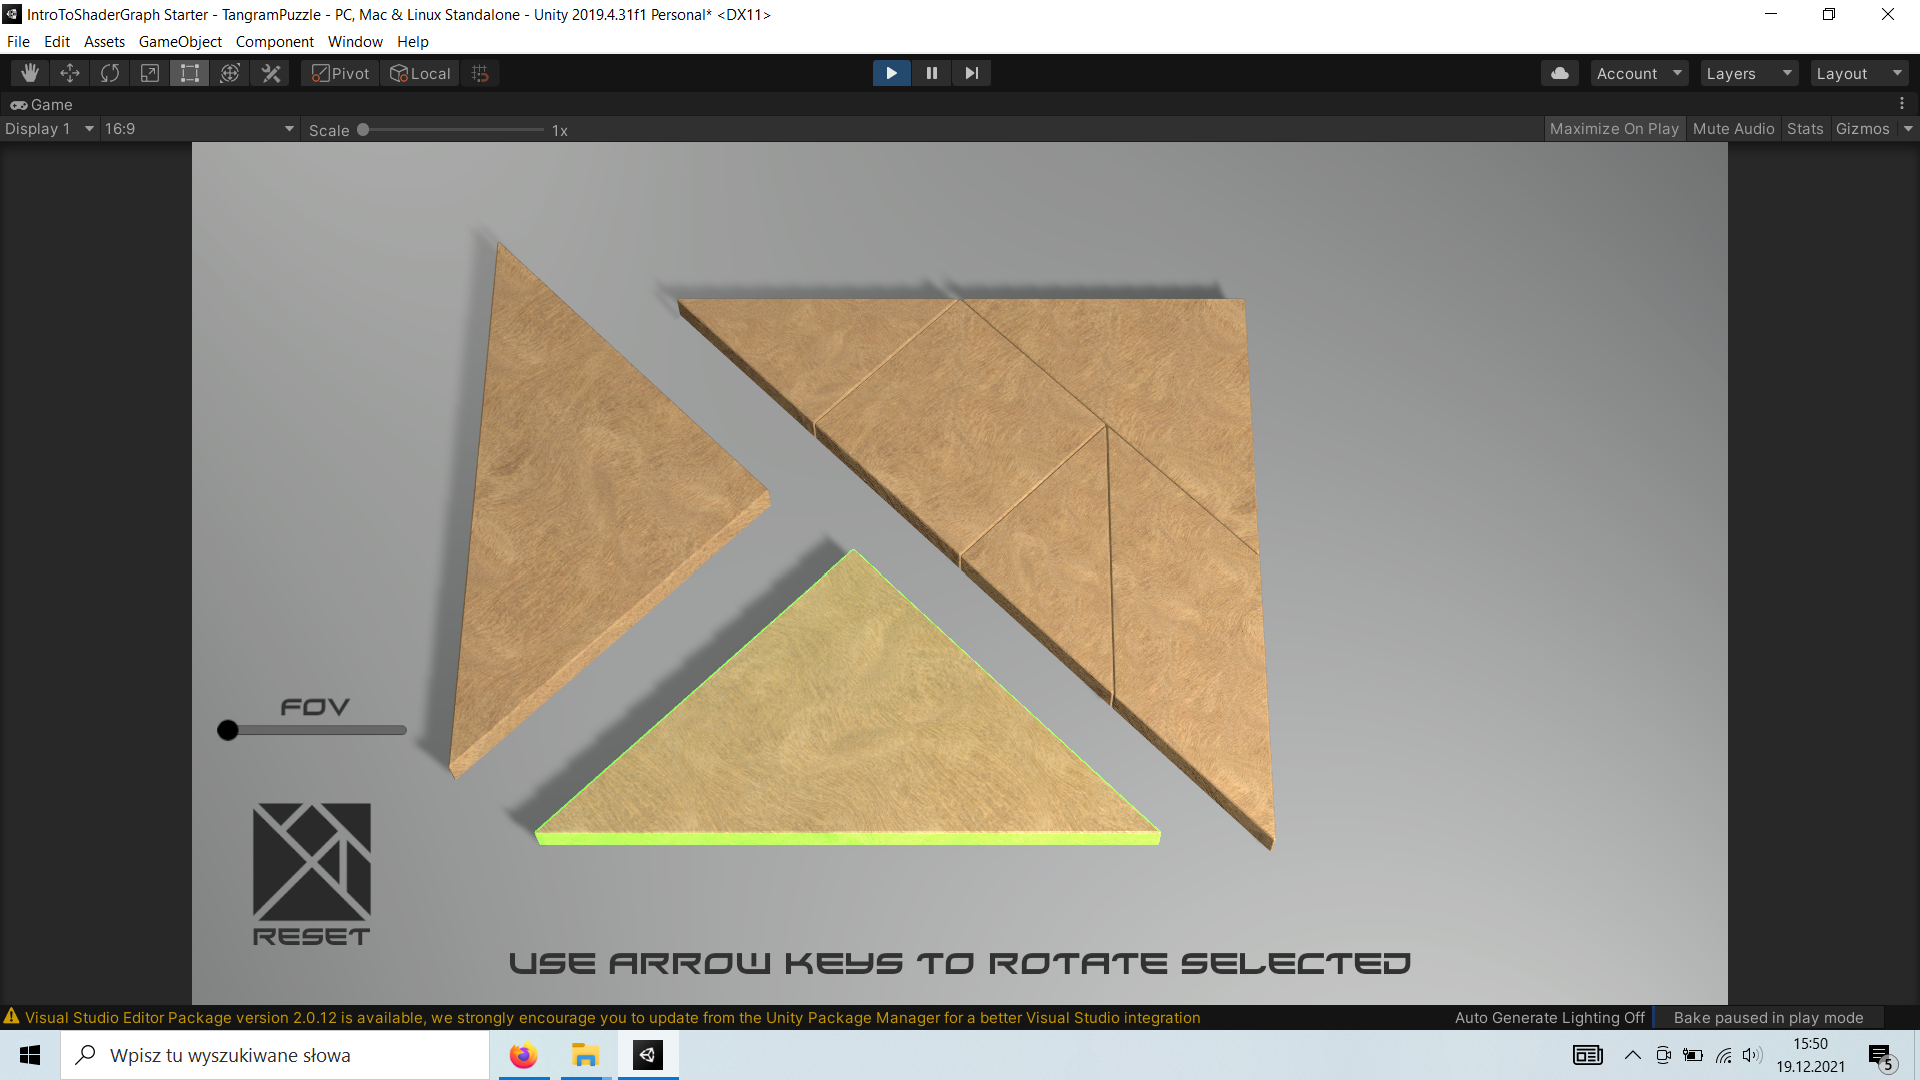 IntroToShaderGraph Starter - TangramPuzzle - PC, Mac & Linux Standalone - Unity 2019.4.31f1 Personal* <DX11>
File Edit Assets GameObject Component Window Help
Pivot Local Account Layers Layout
Game
Display 1 16:9 Scale 1x Maximize On Play Mute Audio Stats Gizmos
FOV
RESET
USE ARROW KEYS TO ROTATE SELECTED
Visual Studio Editor Package version 2.0.12 is available, we strongly encourage you to update from the Unity Package Manager for a better Visual Studio integration
Auto Generate Lighting Off Bake paused in play mode
Wpisz tu wyszukiwane słowa
15:50
19.12.2021
5